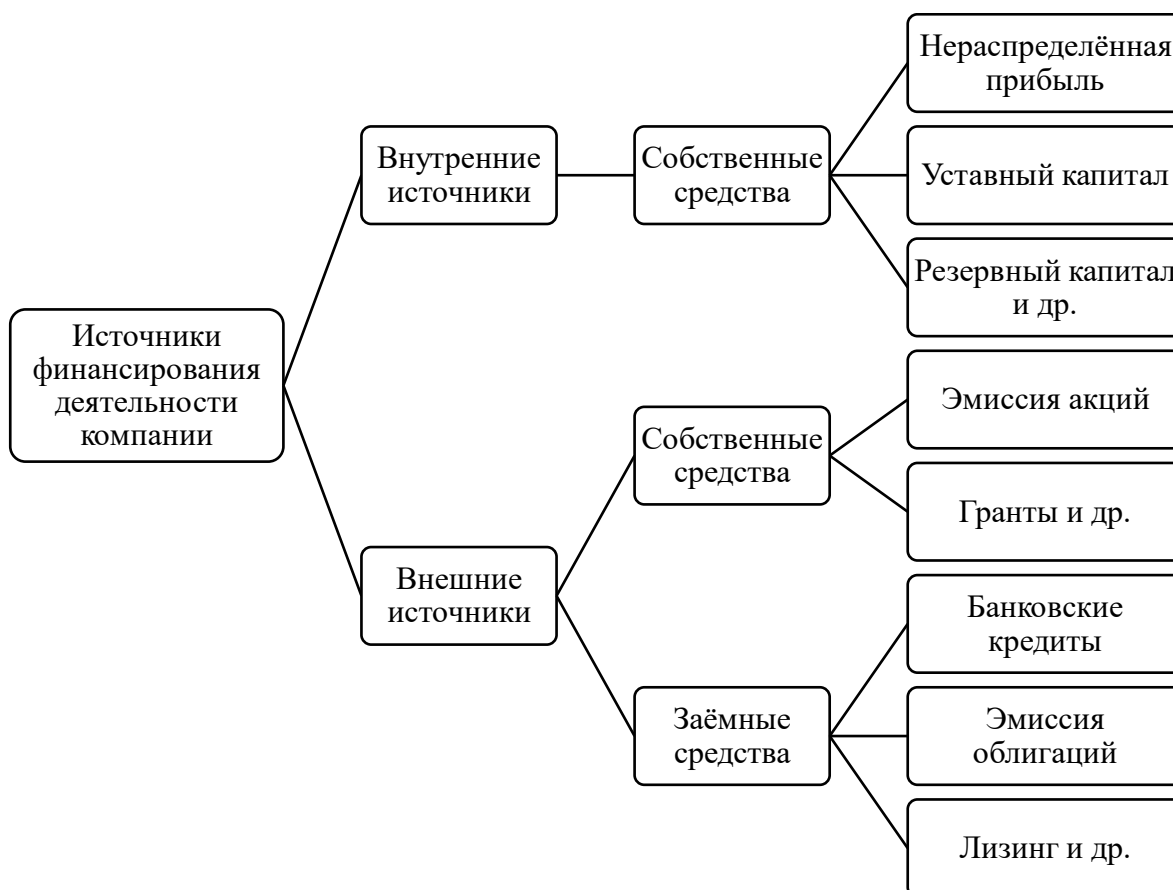 Нераспределённая
прибыль
Внутренние
источники
Собственные
средства
Уставный капитал
Резервный капитал
и др.
Источники
финансирования
деятельности
компании
Эмиссия акций
Собственные
средства
Гранты и др.
Внешние
источники
Банковские
кредиты
Заёмные
средства
Эмиссия
облигаций
Лизинг и др.